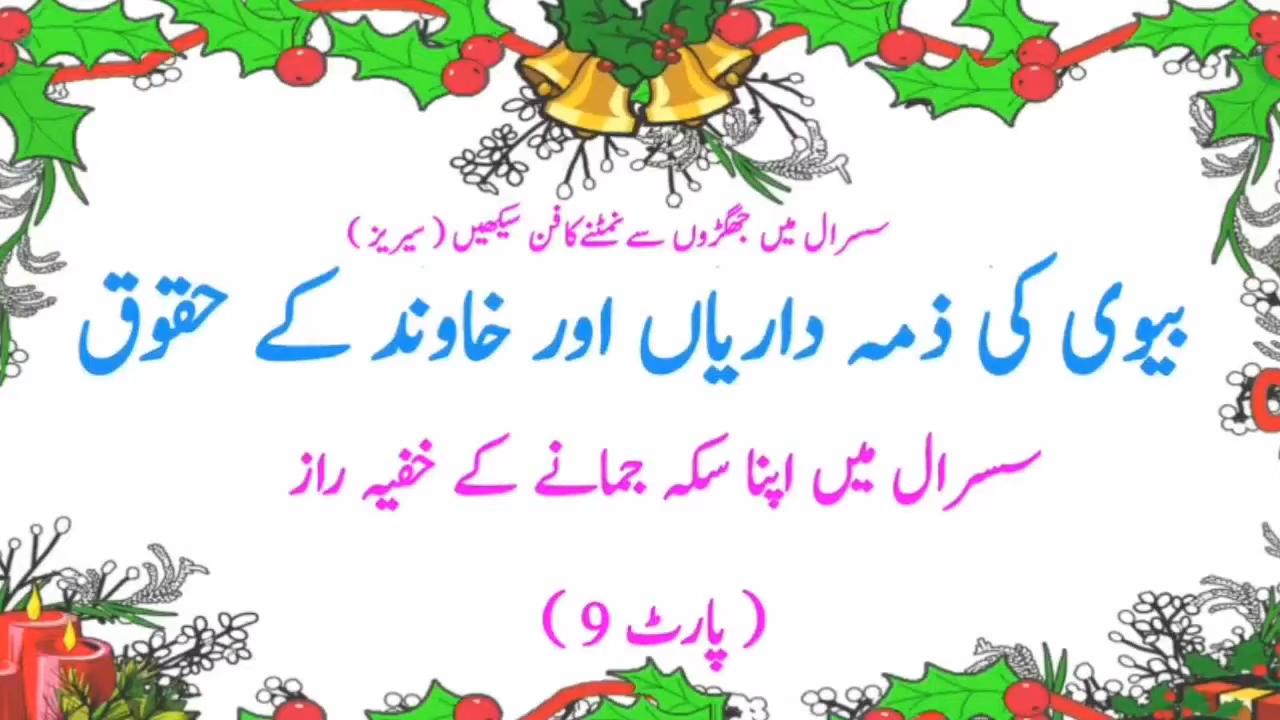 سسرال میں جھگڑوں سے نمٹنے کا فن سیکھیں ( سیریز )
بیوی کی ذمہ داریاں اور خاوند کے حقوق
سسرال میں اپنا سکہ جمانے کے خفیہ راز
( پارٹ 9 )